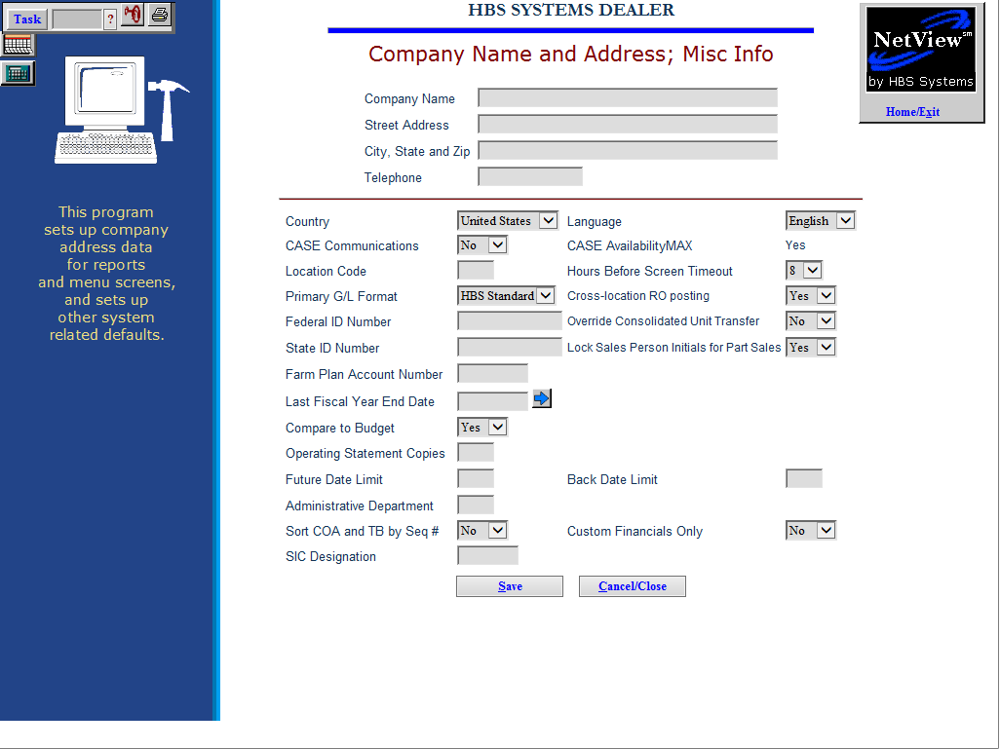 Task ?
HBS SYSTEMS DEALER
Company Name and Address; Misc Info
NetView SM
by HBS Systems
Home/Exit
This program
sets up company
address data
for reports
and menu screens,
and sets up
other system
related defaults.
Company Name
Street Address
City, State and Zip
Telephone
Country United States Language English
CASE Communications No CASE AvailabilityMAX Yes
Location Code Hours Before Screen Timeout 8
Primary G/L Format HBS Standard Cross-location RO posting Yes
Federal ID Number Override Consolidated Unit Transfer No
State ID Number Lock Sales Person Initials for Part Sales Yes
Farm Plan Account Number
Last Fiscal Year End Date
Compare to Budget Yes
Operating Statement Copies
Future Date Limit Back Date Limit
Administrative Department
Sort COA and TB by Seq # No Custom Financials Only No
SIC Designation
Save Cancel/Close